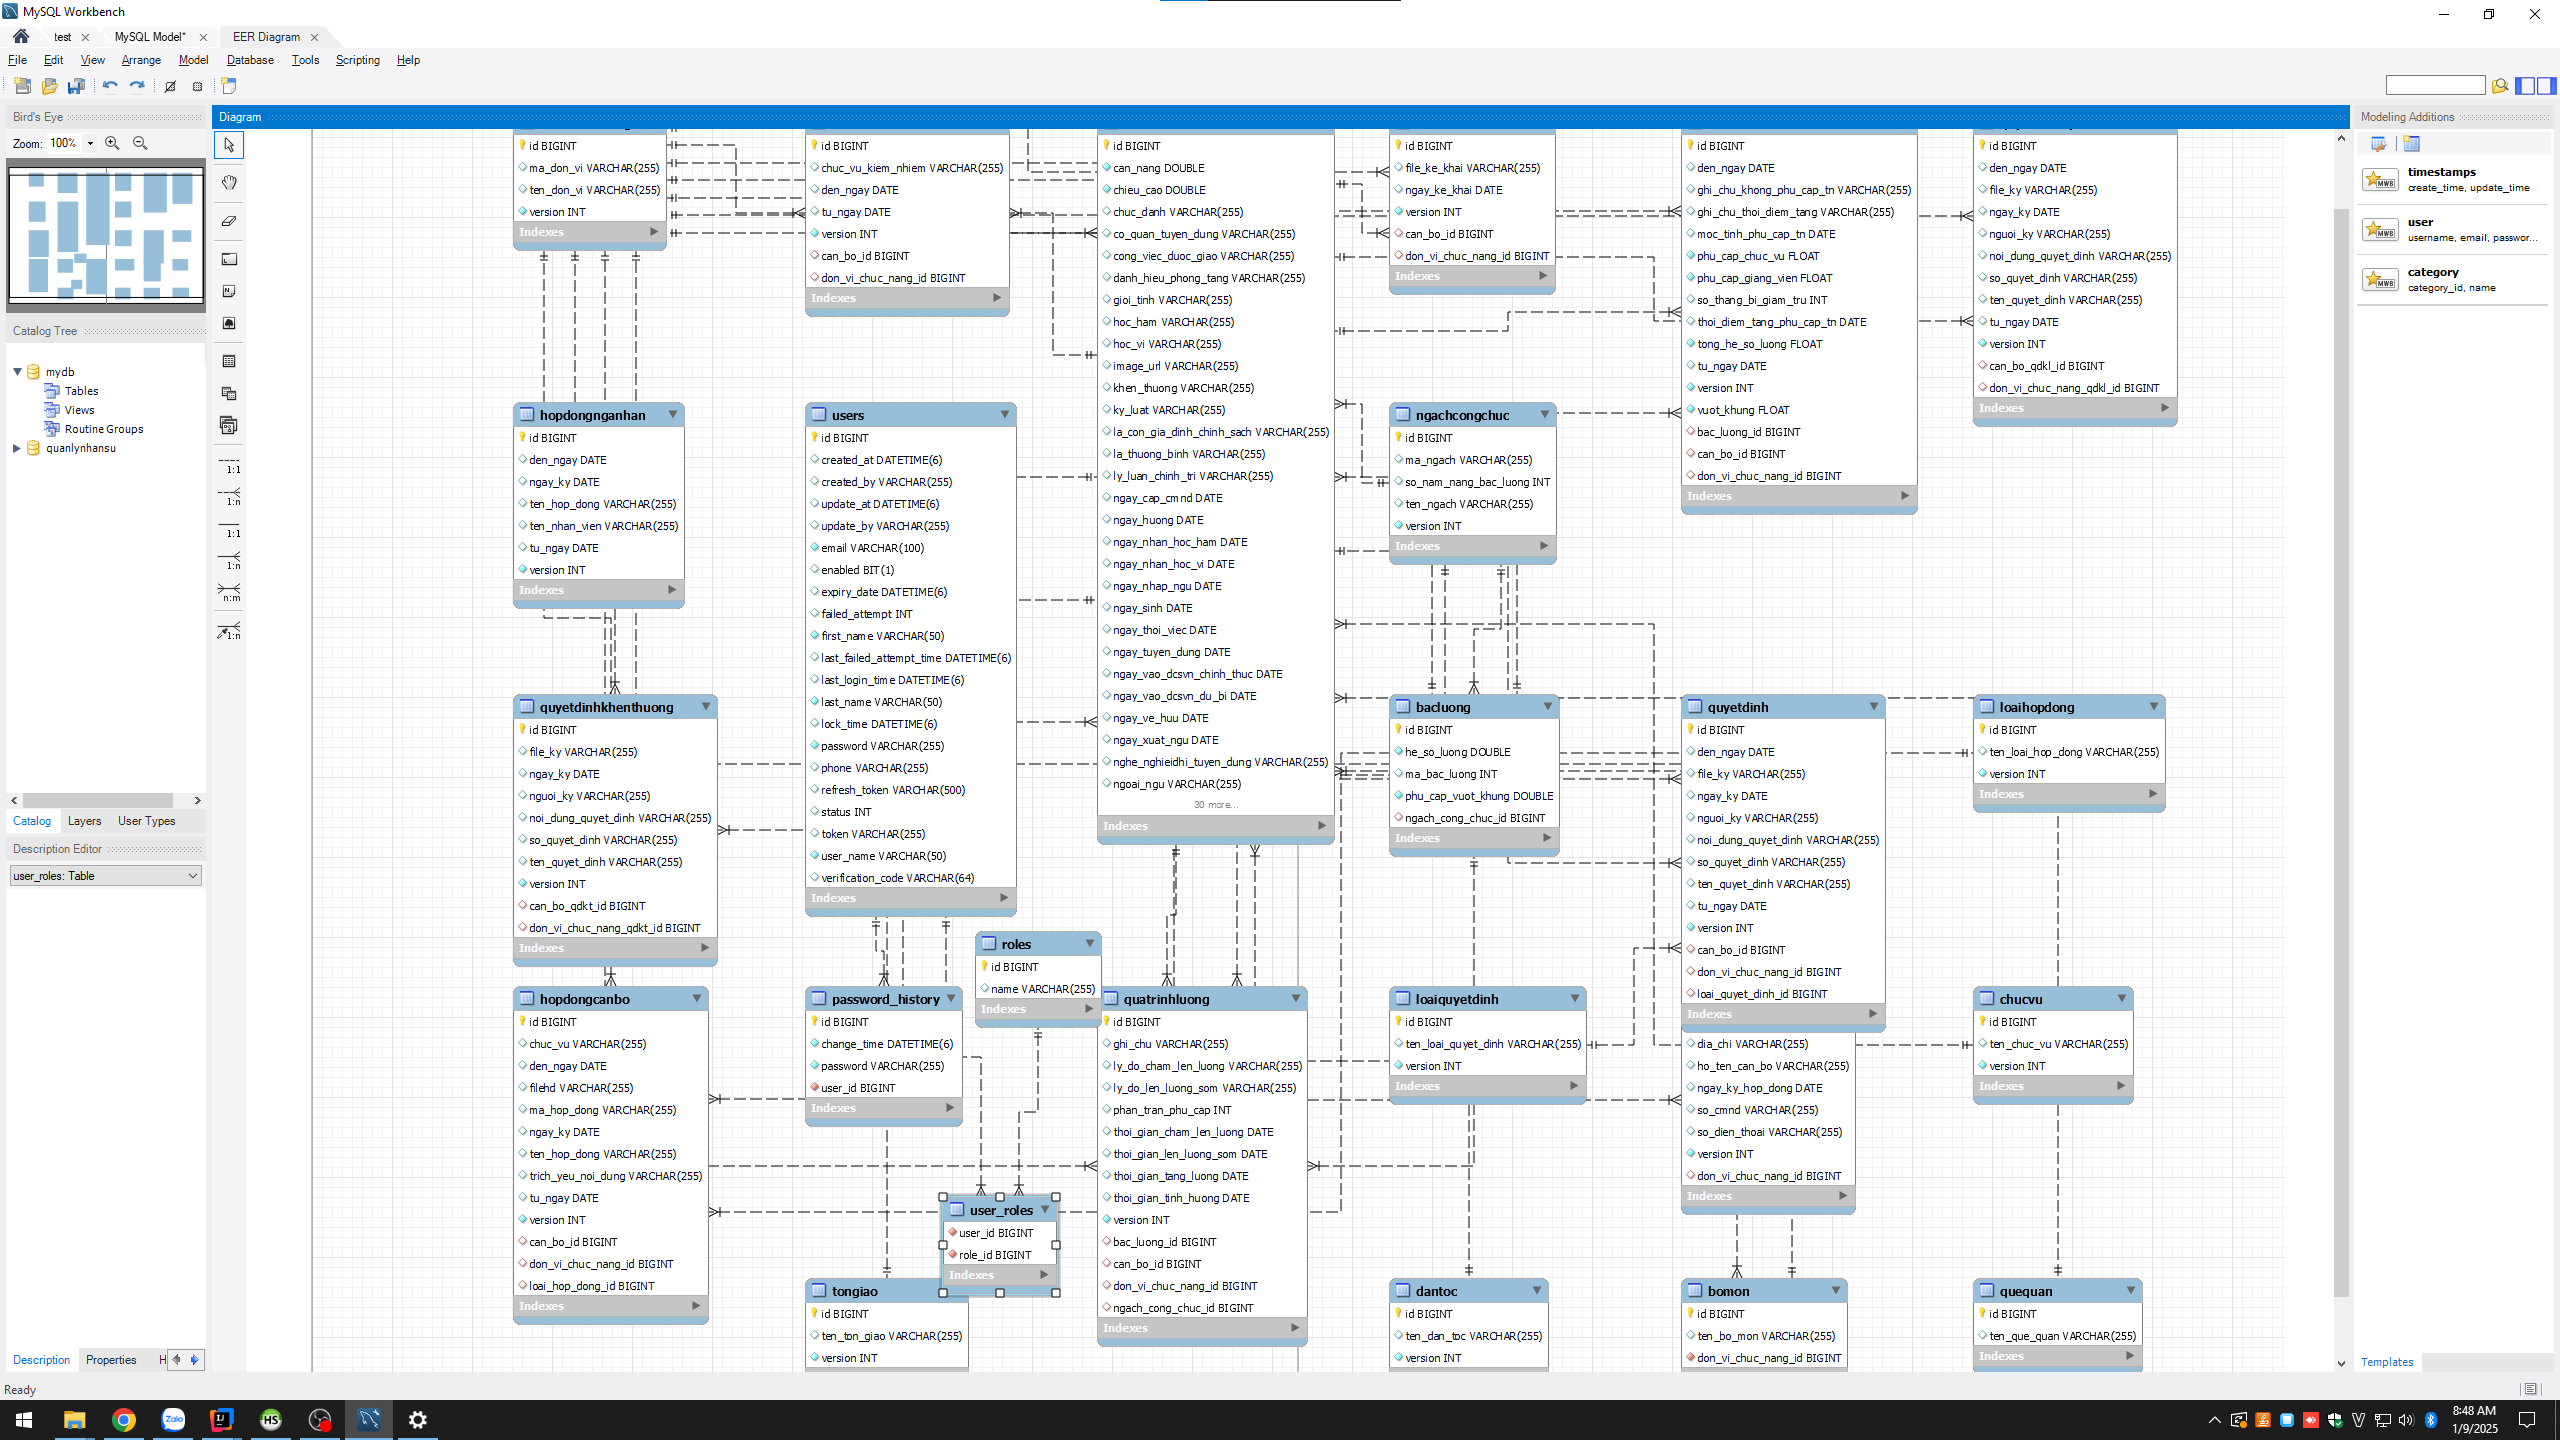 MySQL Workbench
test
MySQL Model*
EER Diagram
File Edit View Arrange Model Database Tools Scripting Help
Bird's Eye
Zoom: 100%
Catalog Tree
mydb
Tables
Views
Routine Groups
quanlynhansu
Catalog Layers User Types
Description Editor
user_roles: Table
Description Properties H
Ready
1:1
1:n
1:1
1:n
n:m
1:n
Diagram
id BIGINT
ma_don_vi VARCHAR(255)
ten_don_vi VARCHAR(255)
version INT
Indexes
id BIGINT
chuc_vu_kiem_nhiem VARCHAR(255)
den_ngay DATE
tu_ngay DATE
version INT
can_bo_id BIGINT
don_vi_chuc_nang_id BIGINT
Indexes
id BIGINT
can_nang DOUBLE
chieu_cao DOUBLE
chuc_danh VARCHAR(255)
co_quan_tuyen_dung VARCHAR(255)
cong_viec_duoc_giao VARCHAR(255)
danh_hieu_phong_tang VARCHAR(255)
gioi_tinh VARCHAR(255)
hoc_ham VARCHAR(255)
hoc_vi VARCHAR(255)
image_url VARCHAR(255)
khen_thuong VARCHAR(255)
ky_luat VARCHAR(255)
la_con_gia_dinh_chinh_sach VARCHAR(255)
la_thuong_binh VARCHAR(255)
ly_luan_chinh_tri VARCHAR(255)
ngay_cap_cmnd DATE
ngay_huong DATE
ngay_nhan_hoc_ham DATE
ngay_nhan_hoc_vi DATE
ngay_nhap_ngu DATE
ngay_sinh DATE
ngay_thoi_viec DATE
ngay_tuyen_dung DATE
ngay_vao_dcsvn_chinh_thuc DATE
ngay_vao_dcsvn_du_bi DATE
ngay_ve_huu DATE
ngay_xuat_ngu DATE
nghe_nghieidhi_tuyen_dung VARCHAR(255)
ngoai_ngu VARCHAR(255)
30 more...
Indexes
id BIGINT
file_ke_khai VARCHAR(255)
ngay_ke_khai DATE
version INT
can_bo_id BIGINT
don_vi_chuc_nang_id BIGINT
Indexes
id BIGINT
den_ngay DATE
ghi_chu_khong_phu_cap_tn VARCHAR(255)
ghi_chu_thoi_diem_tang VARCHAR(255)
moc_tinh_phu_cap_tn DATE
phu_cap_chuc_vu FLOAT
phu_cap_giang_vien FLOAT
so_thang_bi_giam_tru INT
thoi_diem_tang_phu_cap_tn DATE
tong_he_so_luong FLOAT
tu_ngay DATE
version INT
vuot_khung FLOAT
bac_luong_id BIGINT
can_bo_id BIGINT
don_vi_chuc_nang_id BIGINT
Indexes
id BIGINT
den_ngay DATE
file_ky VARCHAR(255)
ngay_ky DATE
nguoi_ky VARCHAR(255)
noi_dung_quyet_dinh VARCHAR(255)
so_quyet_dinh VARCHAR(255)
ten_quyet_dinh VARCHAR(255)
tu_ngay DATE
version INT
can_bo_qdkl_id BIGINT
don_vi_chuc_nang_qdkl_id BIGINT
Indexes
hopdongnganhan
id BIGINT
den_ngay DATE
ngay_ky DATE
ten_hop_dong VARCHAR(255)
ten_nhan_vien VARCHAR(255)
tu_ngay DATE
version INT
Indexes
users
id BIGINT
created_at DATETIME(6)
created_by VARCHAR(255)
update_at DATETIME(6)
update_by VARCHAR(255)
email VARCHAR(100)
enabled BIT(1)
expiry_date DATETIME(6)
failed_attempt INT
first_name VARCHAR(50)
last_failed_attempt_time DATETIME(6)
last_login_time DATETIME(6)
last_name VARCHAR(50)
lock_time DATETIME(6)
password VARCHAR(255)
phone VARCHAR(255)
refresh_token VARCHAR(500)
status INT
token VARCHAR(255)
user_name VARCHAR(50)
verification_code VARCHAR(64)
Indexes
ngachcongchuc
id BIGINT
ma_ngach VARCHAR(255)
so_nam_nang_bac_luong INT
ten_ngach VARCHAR(255)
version INT
Indexes
quyetdinhkhenthuong
id BIGINT
file_ky VARCHAR(255)
ngay_ky DATE
nguoi_ky VARCHAR(255)
noi_dung_quyet_dinh VARCHAR(255)
so_quyet_dinh VARCHAR(255)
ten_quyet_dinh VARCHAR(255)
version INT
can_bo_qdkt_id BIGINT
don_vi_chuc_nang_qdkt_id BIGINT
Indexes
bacluong
id BIGINT
he_so_luong DOUBLE
ma_bac_luong INT
phu_cap_vuot_khung DOUBLE
ngach_cong_chuc_id BIGINT
Indexes
quyetdinh
id BIGINT
den_ngay DATE
file_ky VARCHAR(255)
ngay_ky DATE
nguoi_ky VARCHAR(255)
noi_dung_quyet_dinh VARCHAR(255)
so_quyet_dinh VARCHAR(255)
ten_quyet_dinh VARCHAR(255)
tu_ngay DATE
version INT
can_bo_id BIGINT
don_vi_chuc_nang_id BIGINT
loai_quyet_dinh_id BIGINT
Indexes
loaihopdong
id BIGINT
ten_loai_hop_dong VARCHAR(255)
version INT
Indexes
roles
id BIGINT
name VARCHAR(255)
Indexes
hopdongcanbo
id BIGINT
chuc_vu VARCHAR(255)
den_ngay DATE
filehd VARCHAR(255)
ma_hop_dong VARCHAR(255)
ngay_ky DATE
ten_hop_dong VARCHAR(255)
trich_yeu_noi_dung VARCHAR(255)
tu_ngay DATE
version INT
can_bo_id BIGINT
don_vi_chuc_nang_id BIGINT
loai_hop_dong_id BIGINT
Indexes
password_history
id BIGINT
change_time DATETIME(6)
password VARCHAR(255)
user_id BIGINT
Indexes
quatrinhluong
id BIGINT
ghi_chu VARCHAR(255)
ly_do_cham_len_luong VARCHAR(255)
ly_do_len_luong_som VARCHAR(255)
phan_tran_phu_cap INT
thoi_gian_cham_len_luong DATE
thoi_gian_len_luong_som DATE
thoi_gian_tang_luong DATE
thoi_gian_tinh_huong DATE
version INT
bac_luong_id BIGINT
can_bo_id BIGINT
don_vi_chuc_nang_id BIGINT
ngach_cong_chuc_id BIGINT
Indexes
loaiquyetdinh
id BIGINT
ten_loai_quyet_dinh VARCHAR(255)
version INT
Indexes
dia_chi VARCHAR(255)
ho_ten_can_bo VARCHAR(255)
ngay_ky_hop_dong DATE
so_cmnd VARCHAR(255)
so_dien_thoai VARCHAR(255)
version INT
don_vi_chuc_nang_id BIGINT
Indexes
chucvu
id BIGINT
ten_chuc_vu VARCHAR(255)
version INT
Indexes
user_roles
user_id BIGINT
role_id BIGINT
Indexes
tongiao
id BIGINT
ten_ton_giao VARCHAR(255)
version INT
dantoc
id BIGINT
ten_dan_toc VARCHAR(255)
version INT
bomon
id BIGINT
ten_bo_mon VARCHAR(255)
don_vi_chuc_nang_id BIGINT
quequan
id BIGINT
ten_que_quan VARCHAR(255)
Indexes
Modeling Additions
timestamps
create_time, update_time
user
username, email, passwor...
category
category_id, name
MWB
MWB
MWB
Templates
Zalo
IJ
HS
8:48 AM
1/9/2025